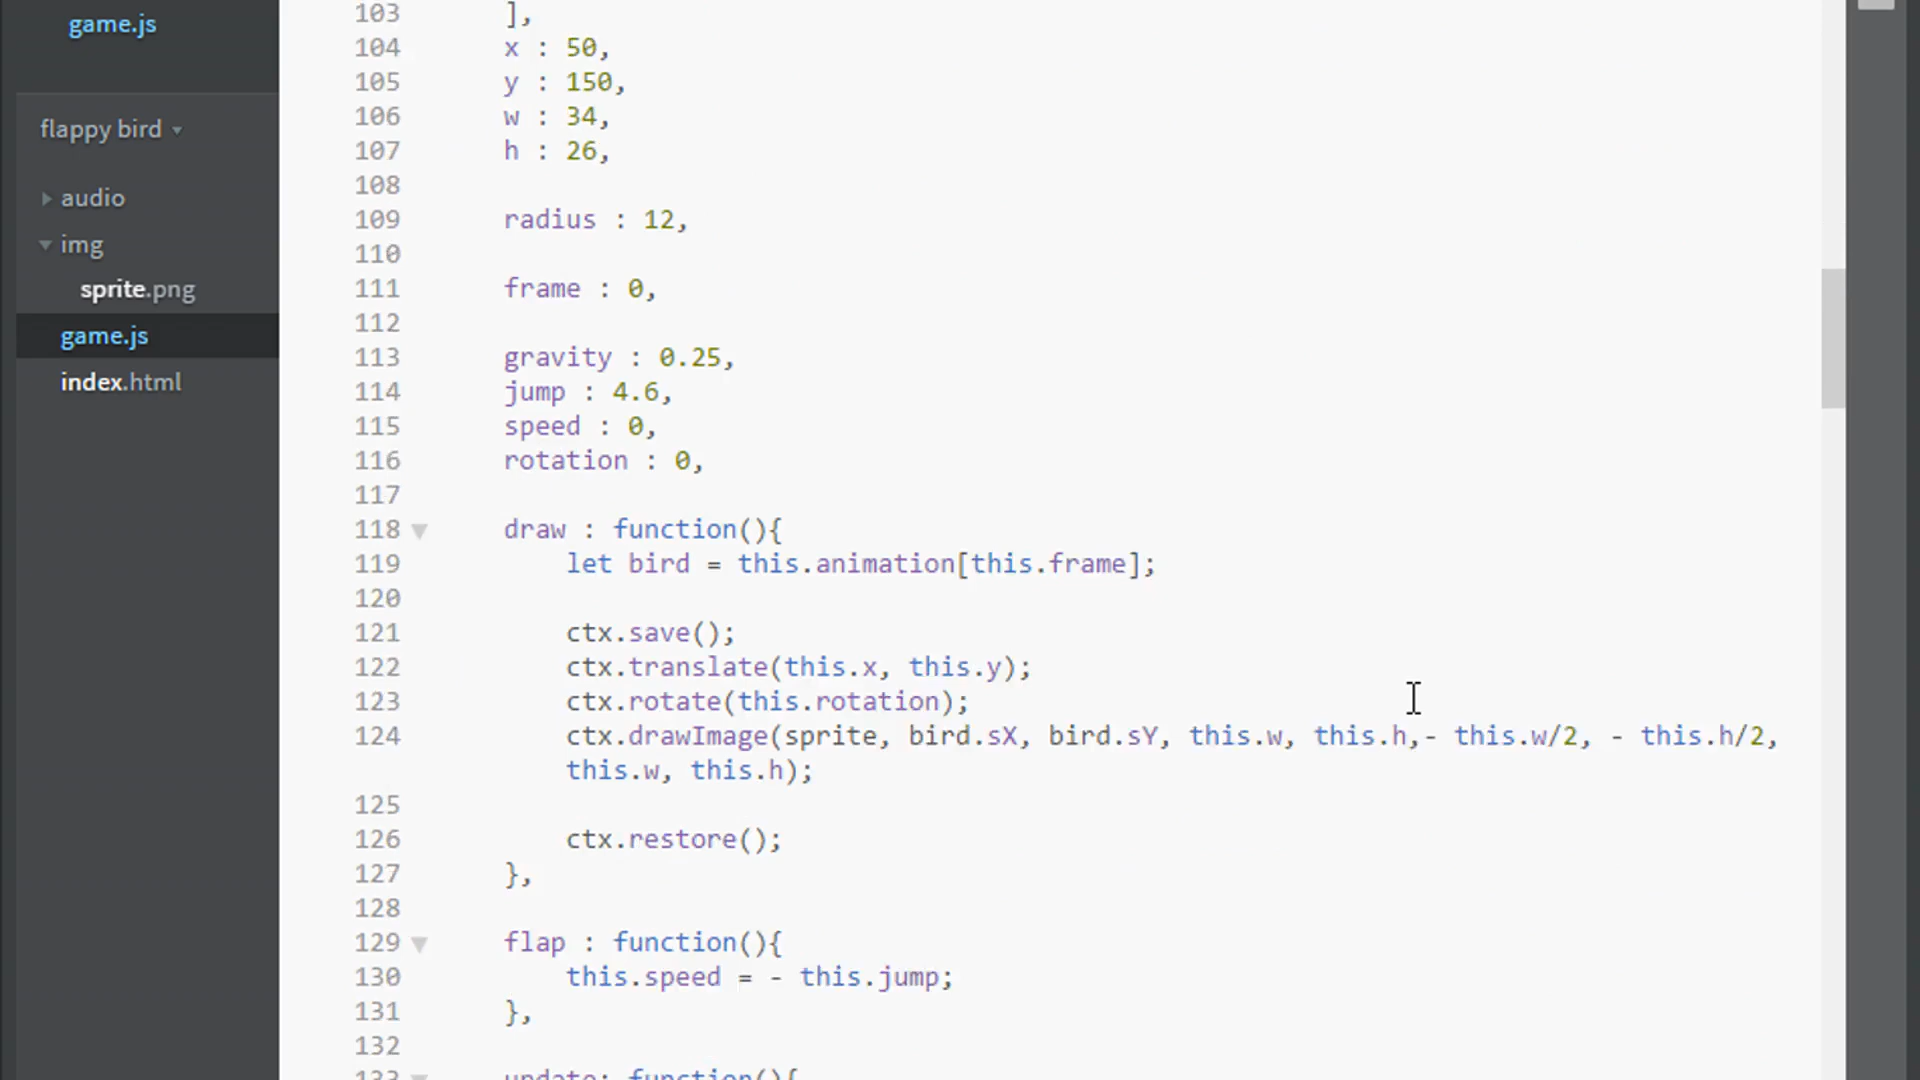 game.js
flappy bird
audio
img
sprite.png
game.js
index.html
103 ],
104 x : 50,
105 y : 150,
106 w : 34,
107 h : 26,
108
109 radius : 12,
110
111 frame : 0,
112
113 gravity : 0.25,
114 jump : 4.6,
115 speed : 0,
116 rotation : 0,
117
118 draw : function(){
119 let bird = this.animation[this.frame];
120
121 ctx.save();
122 ctx.translate(this.x, this.y);
123 ctx.rotate(this.rotation);
124 ctx.drawImage(sprite, bird.sX, bird.sY, this.w, this.h,- this.w/2, - this.h/2,
this.w, this.h);
125
126 ctx.restore();
127 },
128
129 flap : function(){
130 this.speed = - this.jump;
131 },
132
133 update: function(){